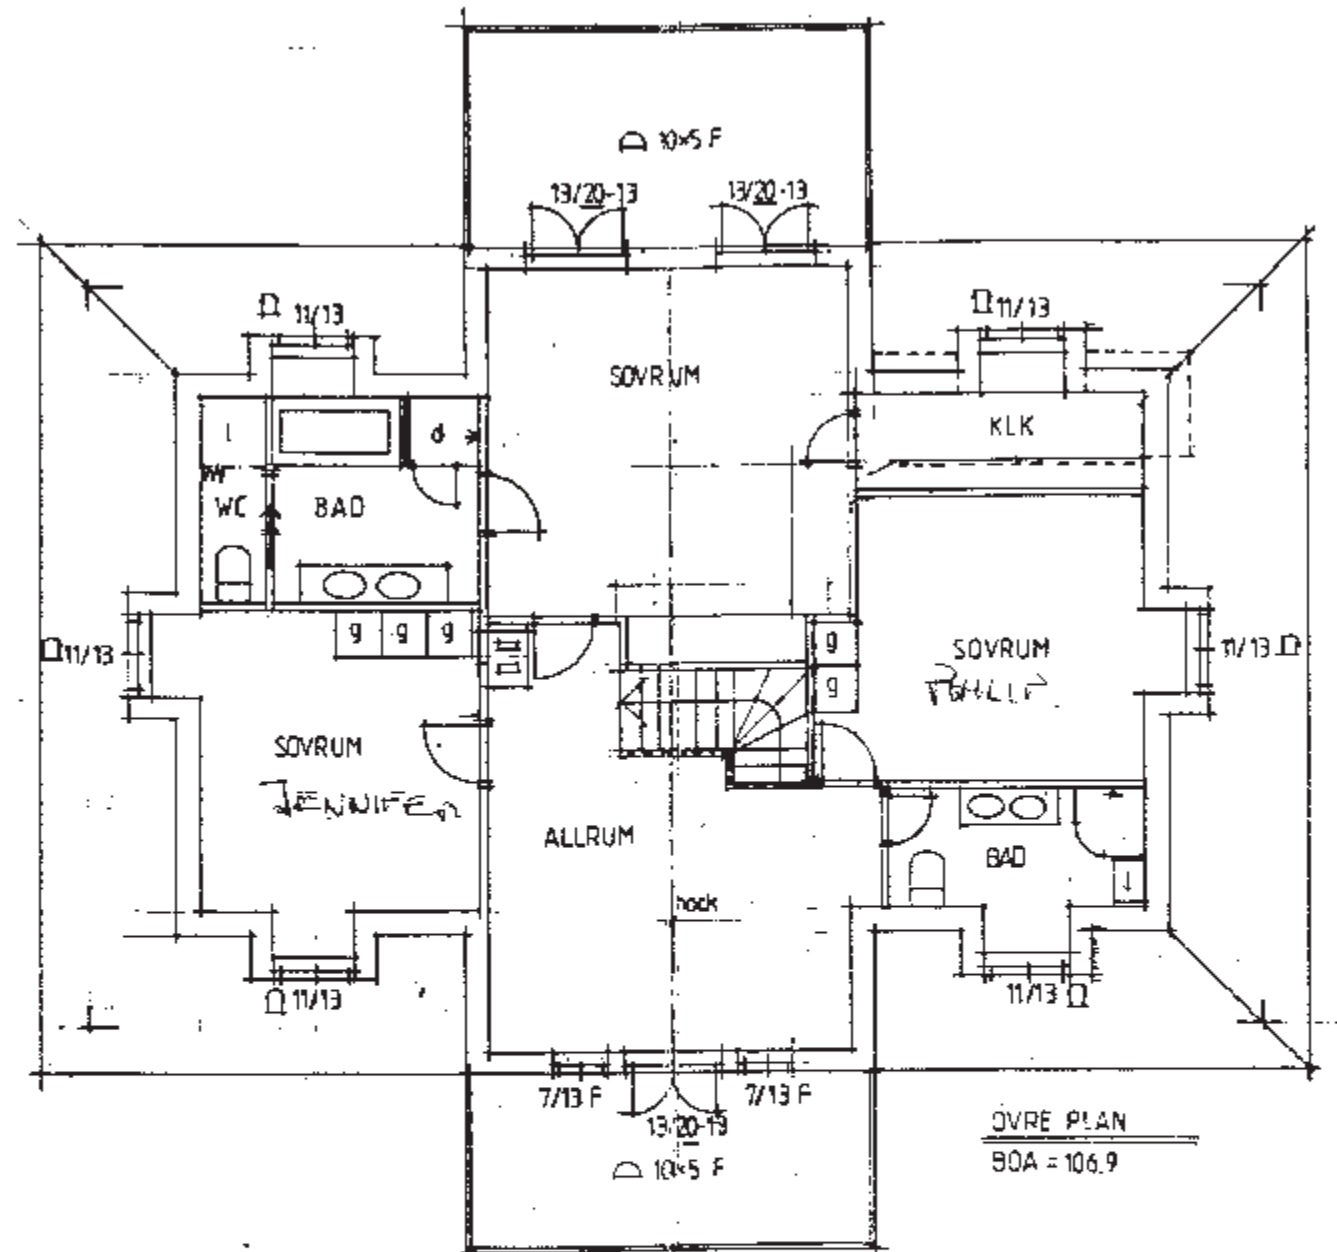 10×5 F
13/20-13
13/20-13
11/13
11/13
SOVRUM
KLK
l
d
WC
BAD
g
g
g
g
g
11/13
SOVRUM
11/13
SOVRUM
JENNIFER
ALLRUM
BAD
hack
11/13
11/13
7/13 F
7/13 F
13/20-13
10×5 F
ÖVRE PLAN
BOA = 106.9